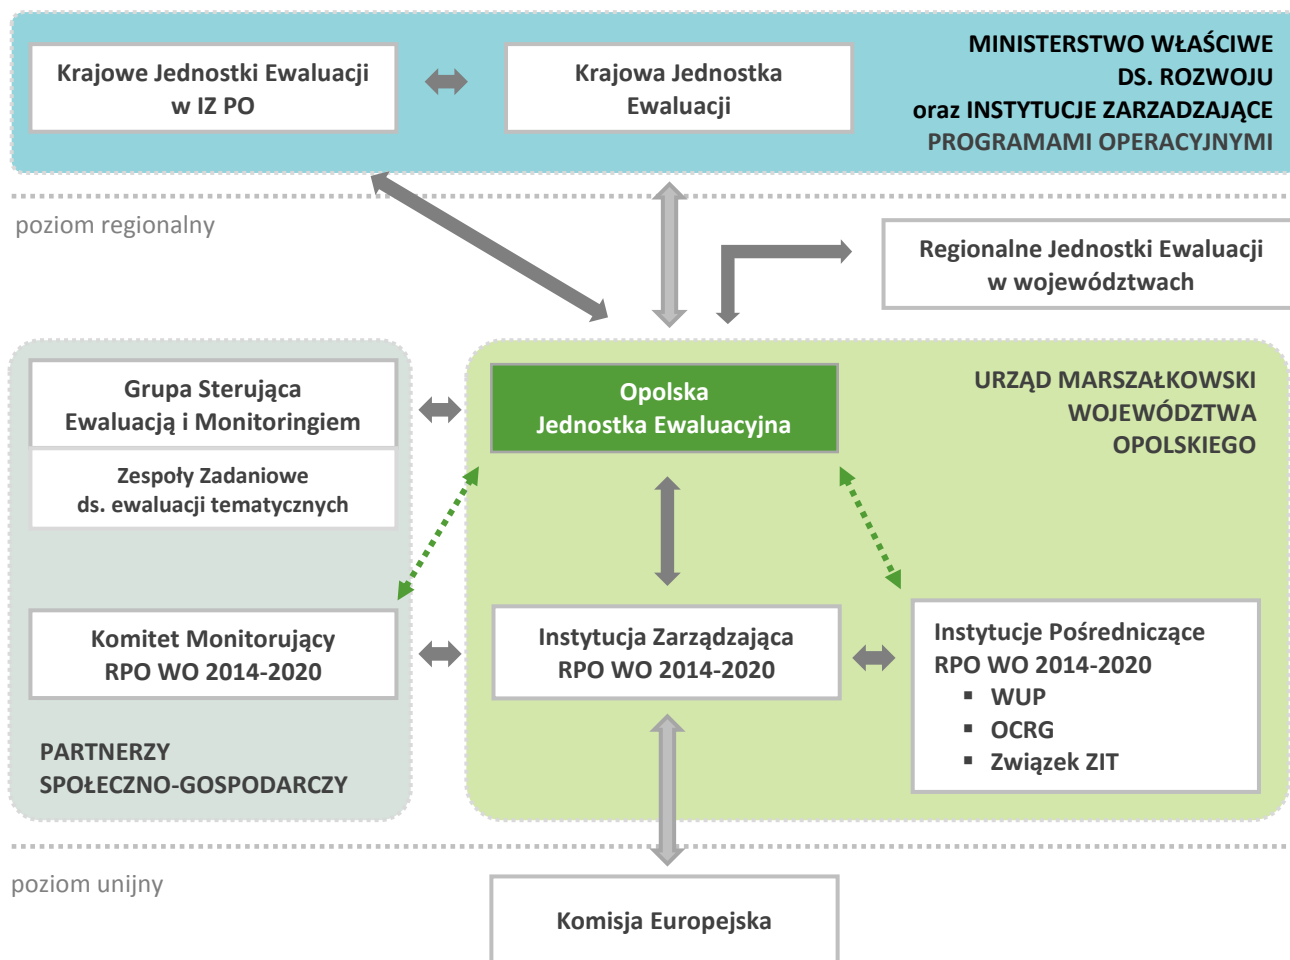 Krajowe Jednostki Ewaluacji
w IZ PO
Krajowa Jednostka
Ewaluacji
MINISTERSTWO WŁAŚCIWE
DS. ROZWOJU
oraz INSTYTUCJE ZARZADZAJĄCE
PROGRAMAMI OPERACYJNYMI
poziom regionalny
Regionalne Jednostki Ewaluacji
w województwach
Grupa Sterująca
Ewaluacją i Monitoringiem
Zespoły Zadaniowe
ds. ewaluacji tematycznych
Opolska
Jednostka Ewaluacyjna
URZĄD MARSZAŁKOWSKI
WOJEWÓDZTWA
OPOLSKIEGO
Komitet Monitorujący
RPO WO 2014-2020
Instytucja Zarządzająca
RPO WO 2014-2020
Instytucje Pośredniczące
RPO WO 2014-2020
▪ WUP
▪ OCRG
▪ Związek ZIT
PARTNERZY
SPOŁECZNO-GOSPODARCZY
poziom unijny
Komisja Europejska